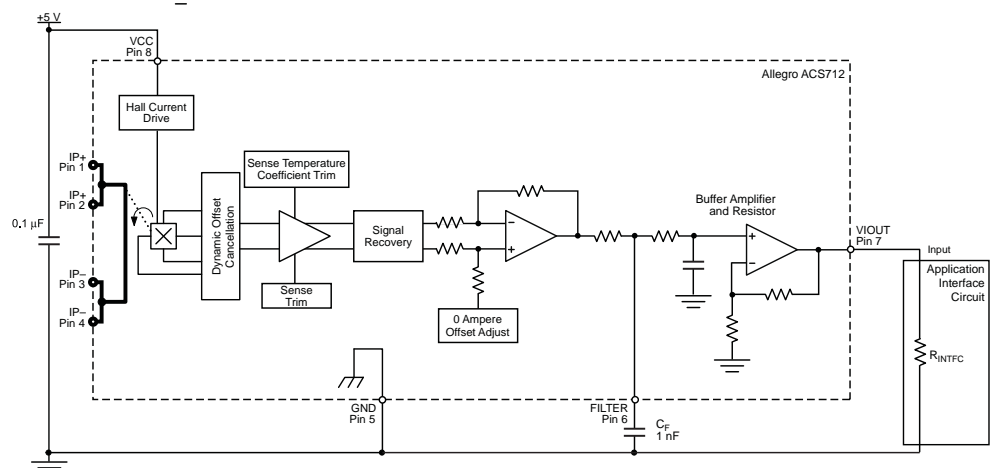 +5 V
VCC
Pin 8
Allegro ACS712
Hall Current
Drive
IP+
Pin 1
IP+
Pin 2
0.1 µF
IP–
Pin 3
IP–
Pin 4
Dynamic Offset
Cancellation
Sense Temperature
Coefficient Trim
Sense
Trim
Signal
Recovery
0 Ampere
Offset Adjust
Buffer Amplifier
and Resistor
VIOUT
Pin 7
Input
Application
Interface
Circuit
RINTFC
GND
Pin 5
FILTER
Pin 6
CF
1 nF